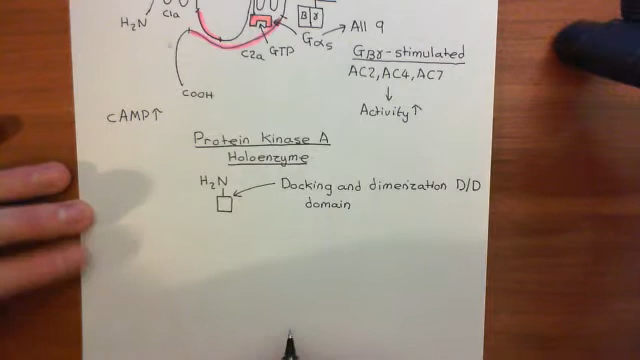 H₂N
C1a
C2a
GTP
β γ
Gαs
All 9
Gβγ-stimulated
AC2, AC4, AC7
Activity↑
COOH
cAMP↑
Protein Kinase A
Holoenzyme
H₂N
Docking and dimerization D/D
domain